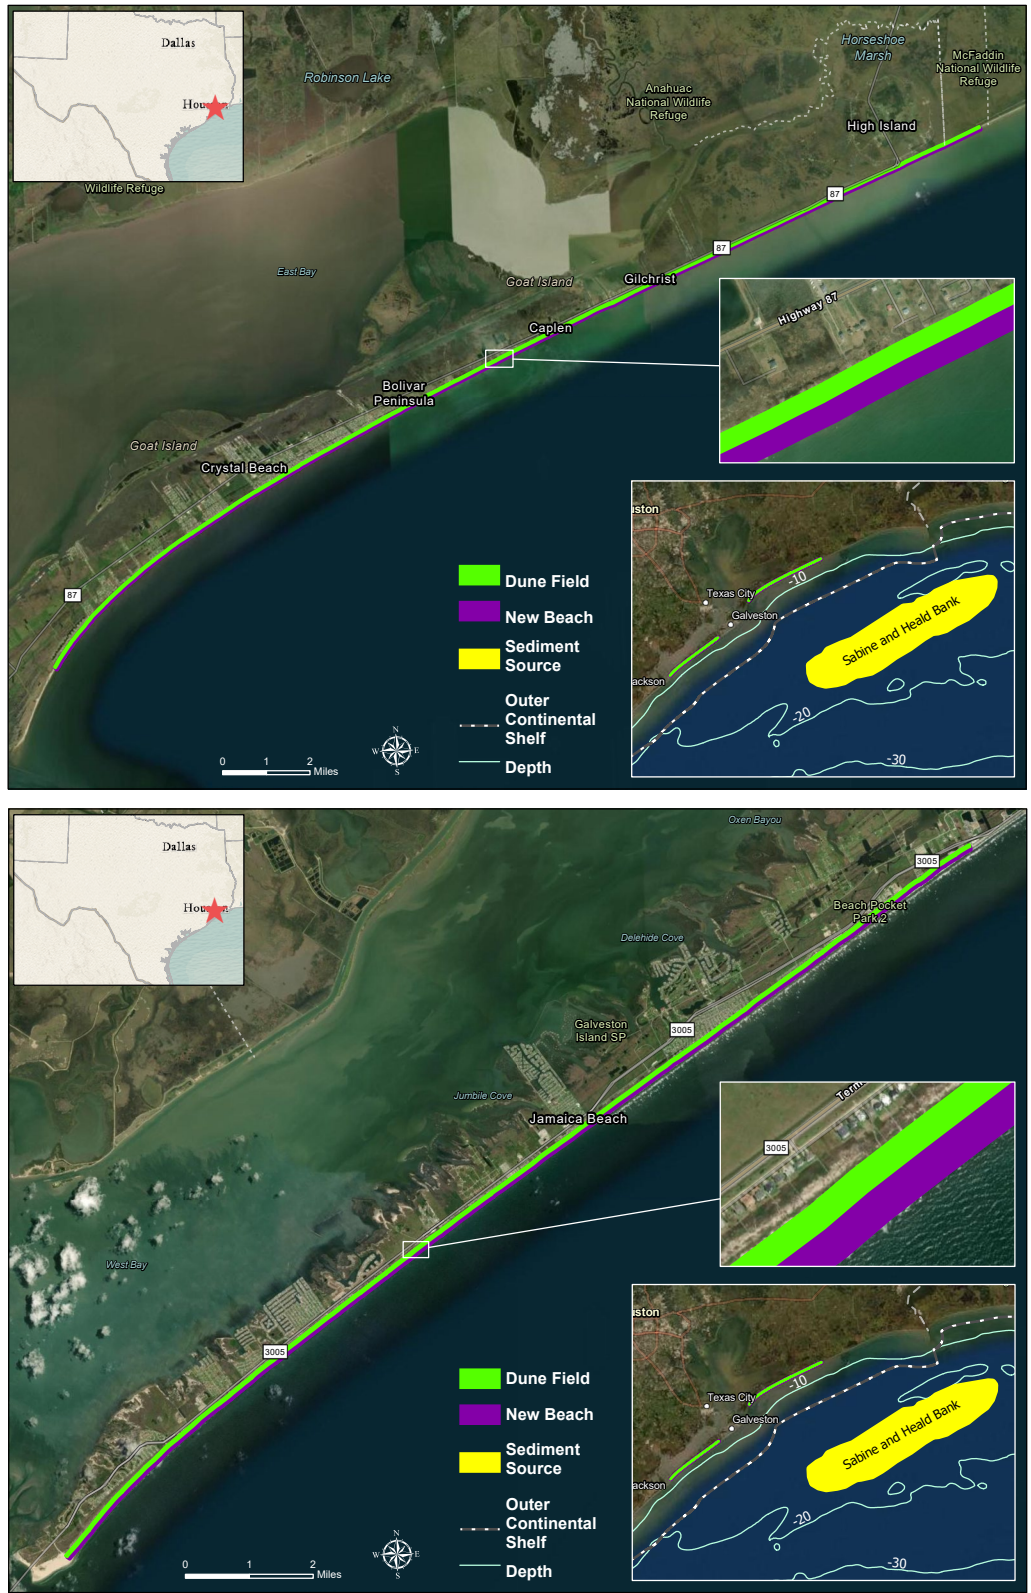 Dallas
Houston
Wildlife Refuge
Robinson Lake
Horseshoe
Marsh
McFaddin
National Wildlife
Refuge
Anahuac
National Wildlife
Refuge
High Island
87
87
East Bay
Goat Island
Gilchrist
Caplen
Highway 87
Bolivar
Peninsula
Goat Island
Crystal Beach
87
Dune Field
New Beach
Sediment
Source
Outer
Continental
Shelf
Depth
N
W E
S
0 1 2
Miles
uston
-10
Texas City
Galveston
Sabine and Heald Bank
ackson
-20
-30
Dallas
Houston
Oxen Bayou
3005
Beach Pocket
Park 2
Delehide Cove
Galveston
Island SP
3005
Jumbile Cove
Jamaica Beach
Term
3005
West Bay
3005
Dune Field
New Beach
Sediment
Source
Outer
Continental
Shelf
Depth
N
W E
S
0 1 2
Miles
uston
-10
Texas City
Galveston
Sabine and Heald Bank
ackson
-20
-30